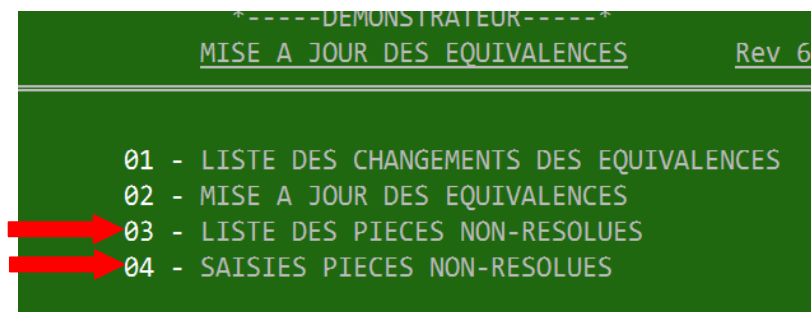 *-----DEMONSTRATEUR-----*
MISE A JOUR DES EQUIVALENCES Rev 6
01 - LISTE DES CHANGEMENTS DES EQUIVALENCES
02 - MISE A JOUR DES EQUIVALENCES
03 - LISTE DES PIECES NON-RESOLUES
04 - SAISIES PIECES NON-RESOLUES